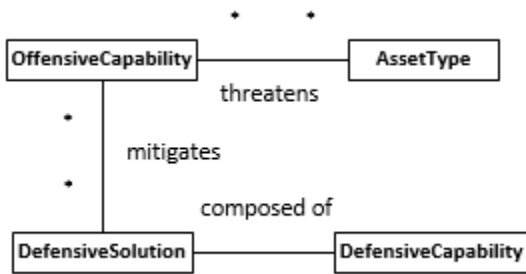 * *
OffensiveCapability AssetType
threatens
*
mitigates
*
composed of
DefensiveSolution DefensiveCapability